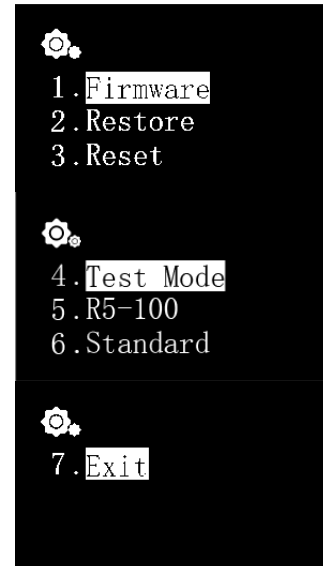 1.Firmware
2.Restore
3.Reset
4.Test Mode
5.R5-100
6.Standard
7.Exit